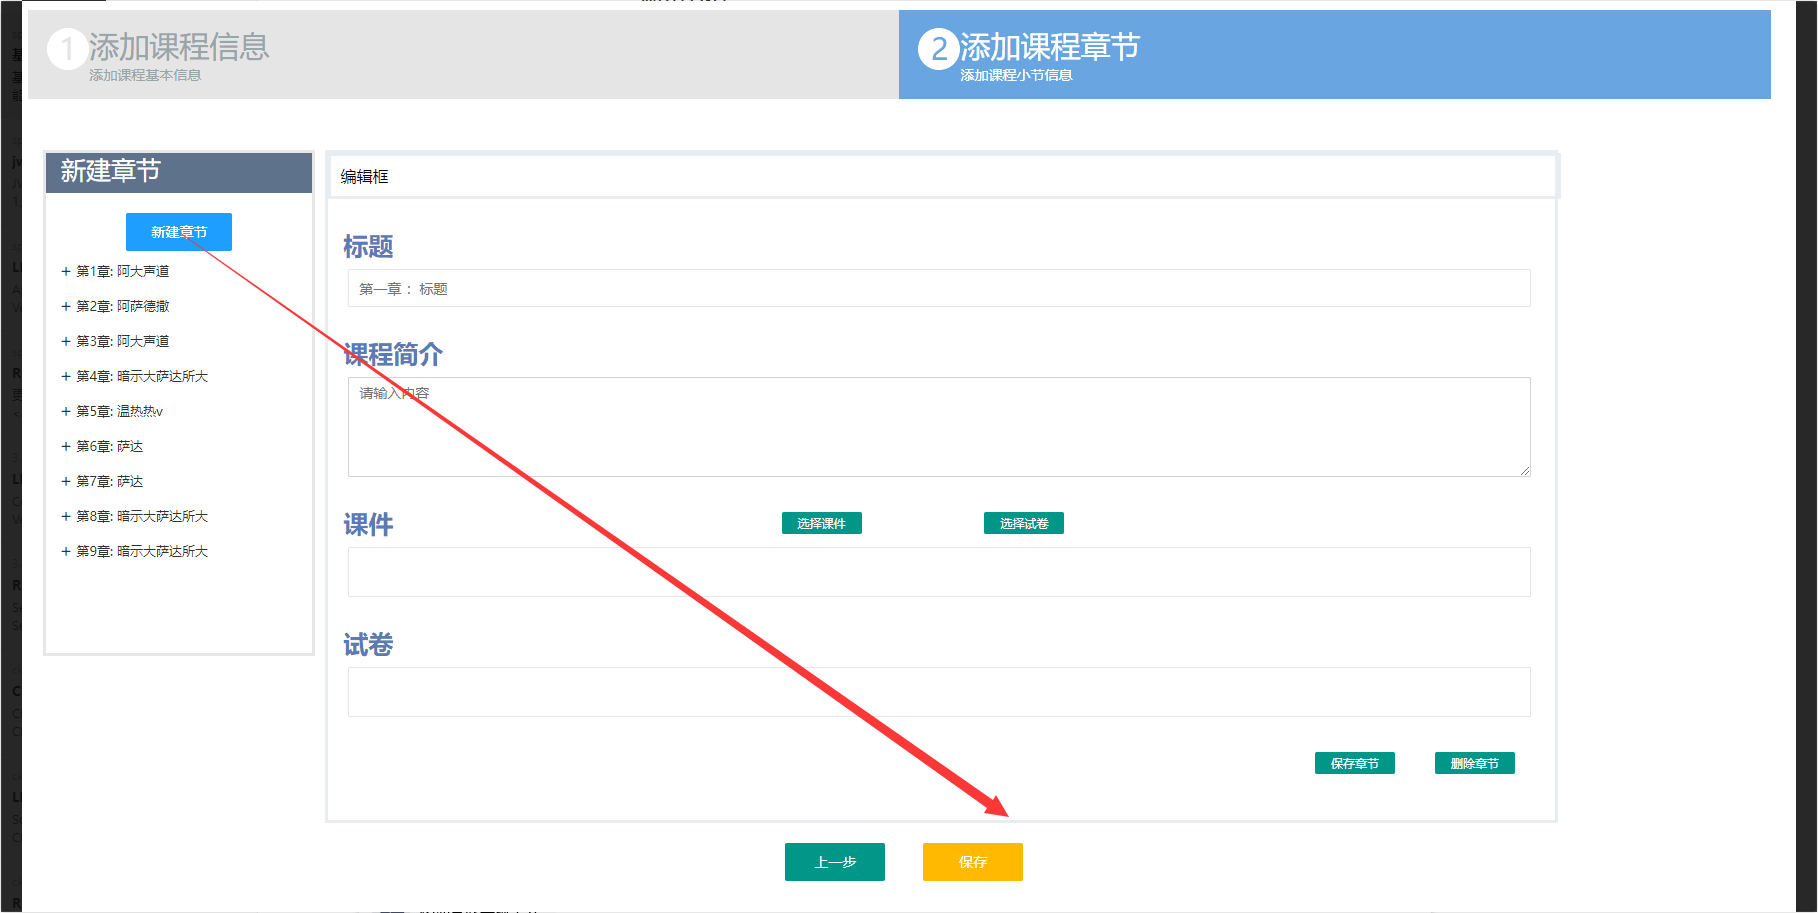 1 添加课程信息
添加课程基本信息
2 添加课程章节
添加课程小节信息
新建章节
新建章节
+ 第1章: 阿大声道
+ 第2章: 阿萨德撒
+ 第3章: 阿大声道
+ 第4章: 暗示大萨达所大
+ 第5章: 温热热v
+ 第6章: 萨达
+ 第7章: 萨达
+ 第8章: 暗示大萨达所大
+ 第9章: 暗示大萨达所大
编辑框
标题
第一章： 标题
课程简介
请输入内容
课件
选择课件
选择试卷
试卷
保存章节
删除章节
上一步
保存